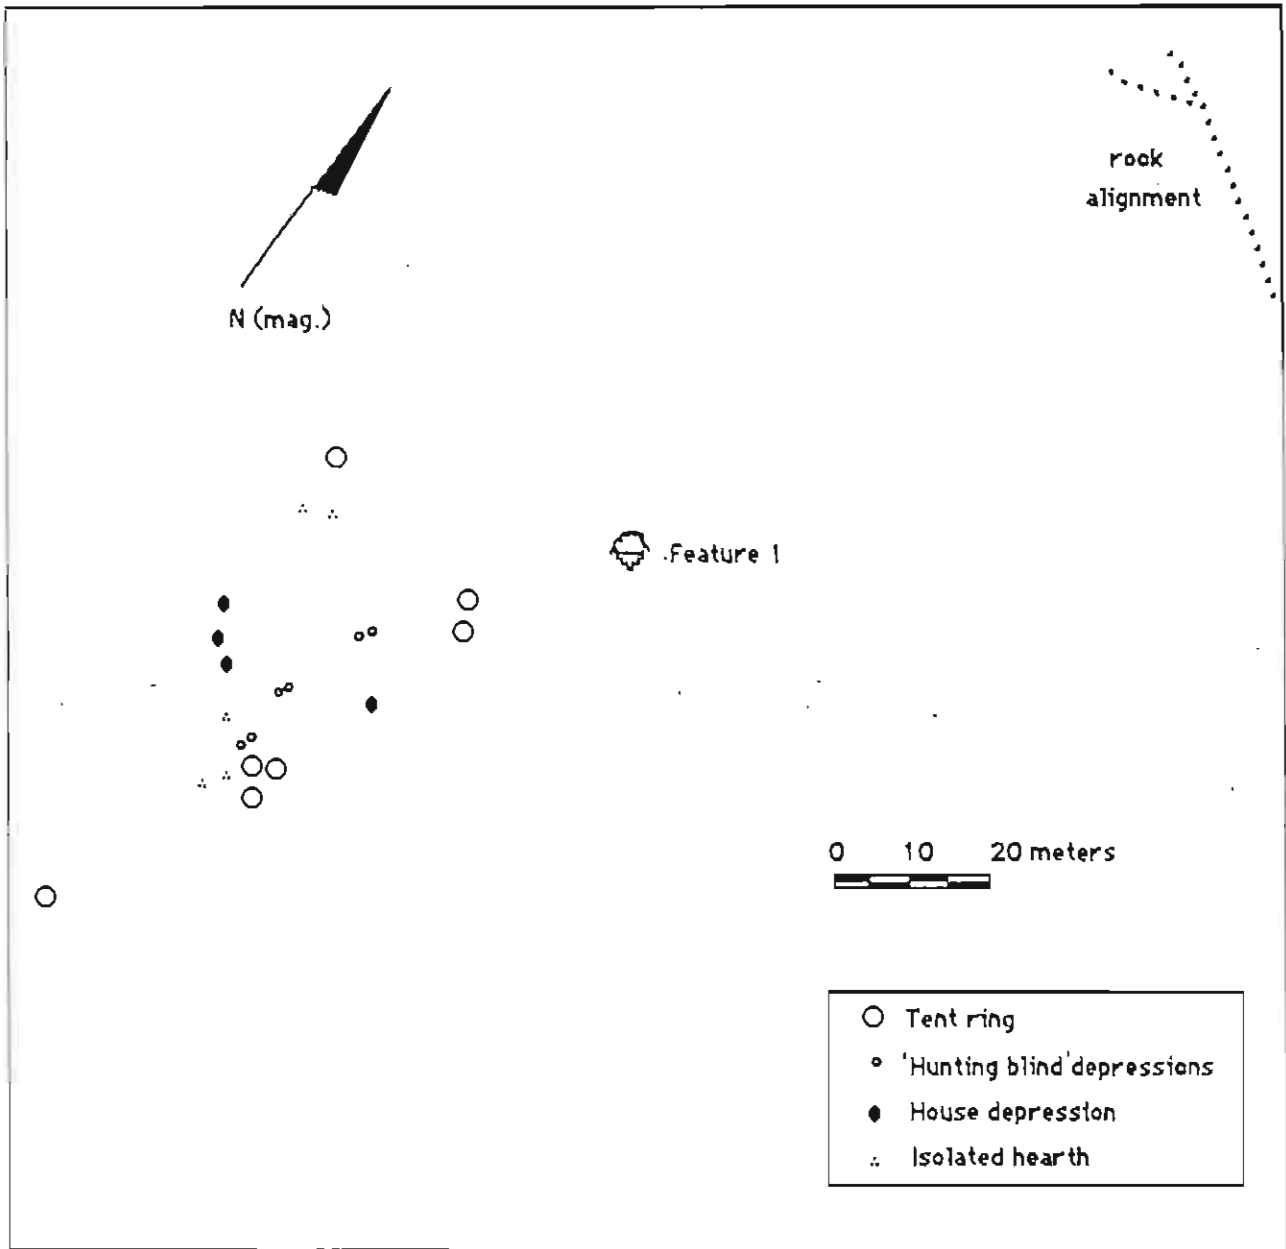 rock
alignment
N (mag.)
Feature 1
0 10 20 meters
Tent ring
'Hunting blind' depressions
House depression
Isolated hearth